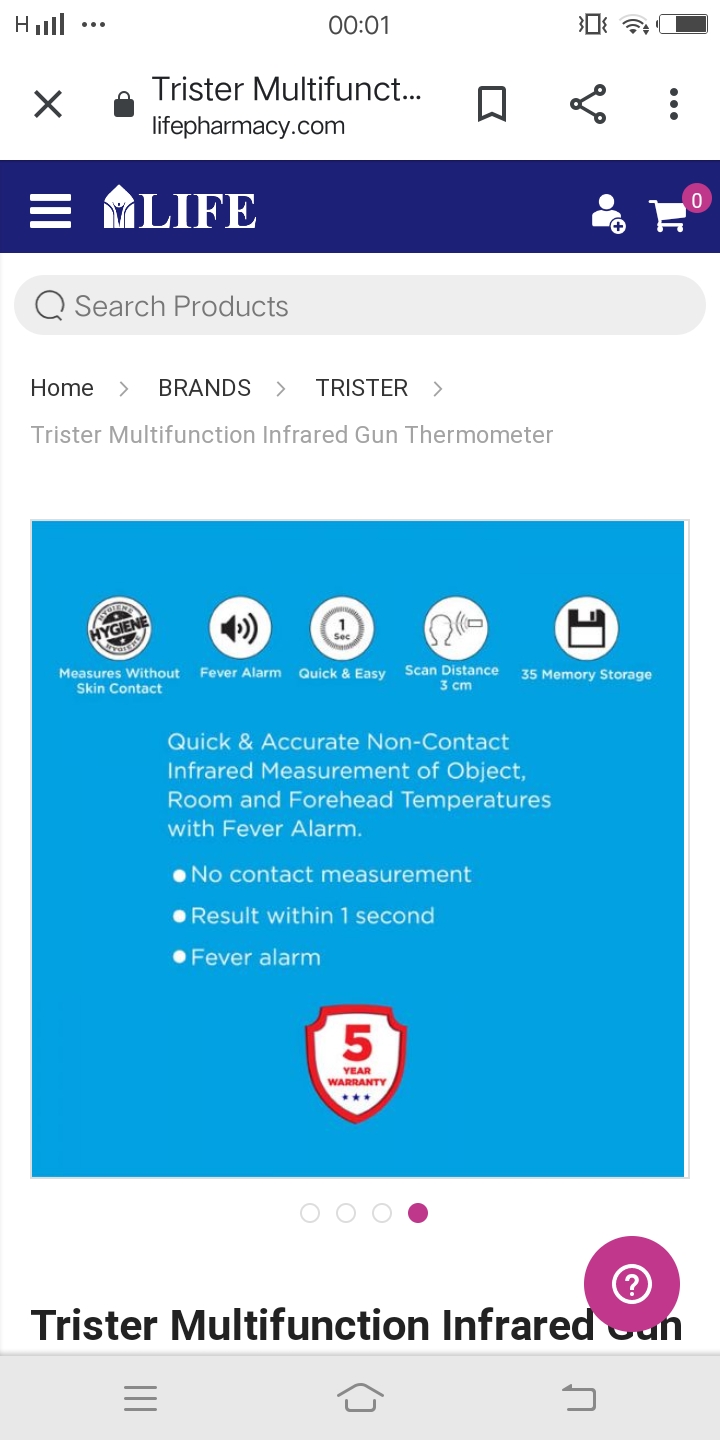 H
00:01
Trister Multifunct...
lifepharmacy.com
LIFE
0
Search Products
Home > BRANDS > TRISTER >
Trister Multifunction Infrared Gun Thermometer
HYGIENE
HYGIENE
HYGIENE
1
Sec
Measures Without
Skin Contact
Fever Alarm
Quick & Easy
Scan Distance
3 cm
35 Memory Storage
Quick & Accurate Non-Contact
Infrared Measurement of Object,
Room and Forehead Temperatures
with Fever Alarm.
● No contact measurement
● Result within 1 second
● Fever alarm
5
YEAR
WARRANTY
?
Trister Multifunction Infrared Gun